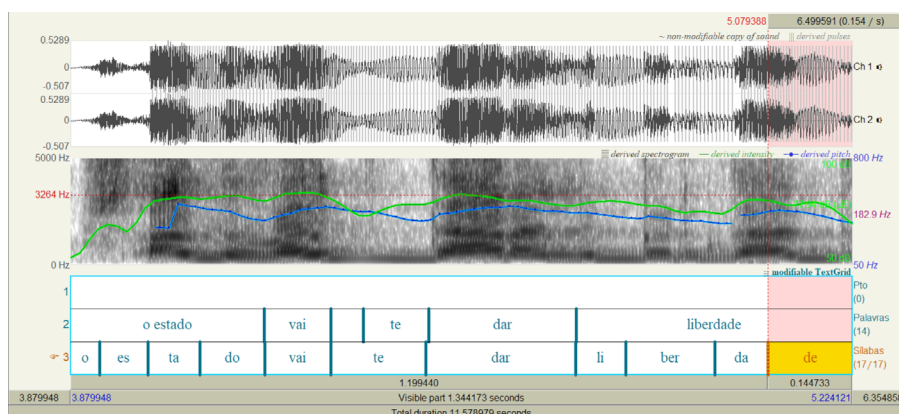 5.079388 6.499591 (0.154 / s)
~ non-modifiable copy of sound derived pulses
0.5289
0
-0.507
Ch 1
0.5289
0
-0.507
Ch 2
derived spectrogram derived intensity derived pitch
5000 Hz 800 Hz
3264 Hz 182.9 Hz
0 Hz 50 Hz
modifiable TextGrid
1 Pto (0)
2 o estado vai te dar liberdade Palavras (14)
3 o es ta do vai te dar li ber da de Sílabas (17/17)
1.199440 0.144733
3.879948 3.879948 Visible part 1.344173 seconds 5.224121 6.354858
Total duration 11.578979 seconds